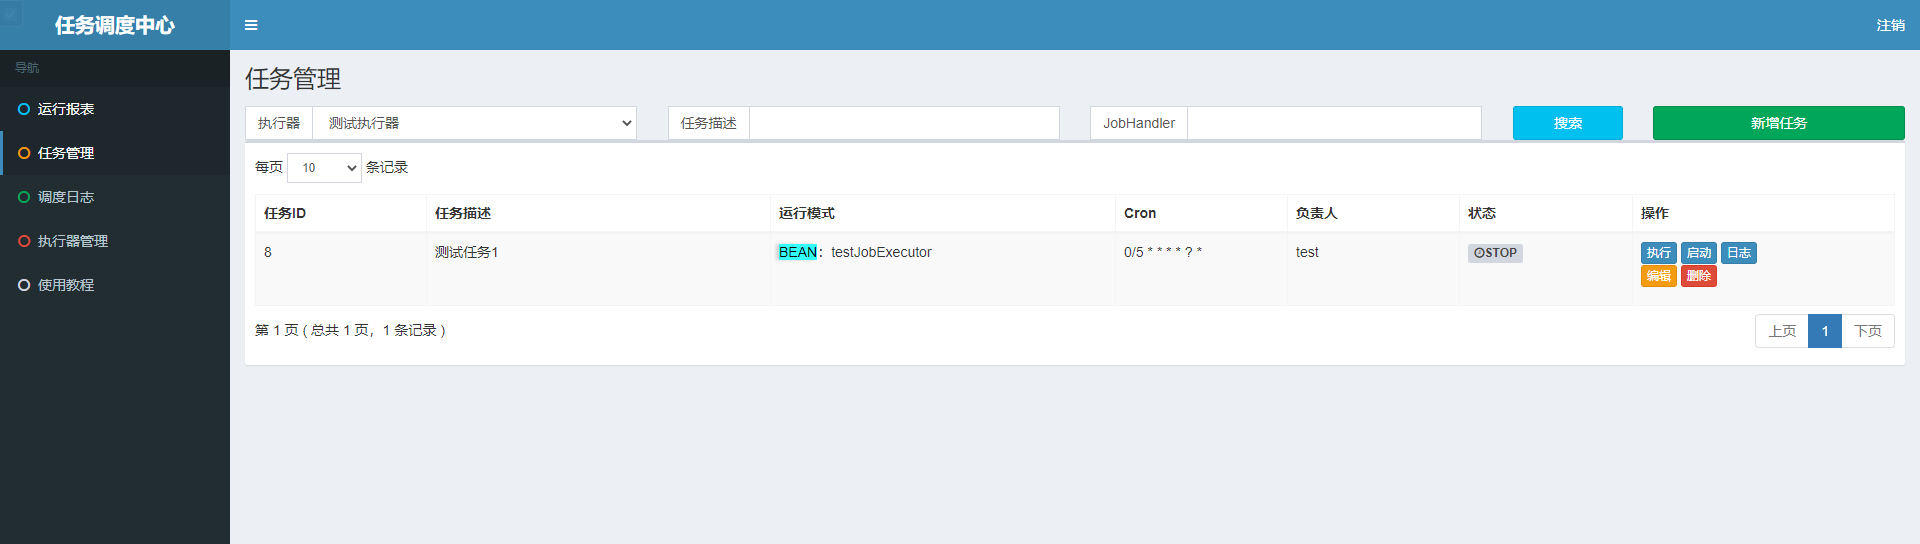 任务调度中心
注销
导航
运行报表
任务管理
调度日志
执行器管理
使用教程
任务管理
执行器 测试执行器 任务描述 JobHandler 搜索 新增任务
每页 10 条记录
任务ID 任务描述 运行模式 Cron 负责人 状态 操作
8 测试任务1 BEAN：testJobExecutor 0/5 * * * * ? * test STOP 执行 启动 日志
编辑 删除
第 1 页 ( 总共 1 页，1 条记录 ) 上页 1 下页